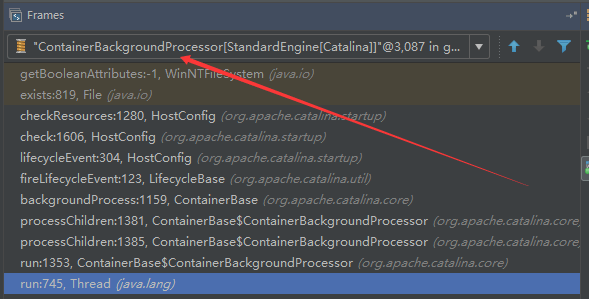 Frames
"ContainerBackgroundProcessor[StandardEngine[Catalina]]"@3,087 in g...
getBooleanAttributes:-1, WinNTFileSystem (java.io)
exists:819, File (java.io)
checkResources:1280, HostConfig (org.apache.catalina.startup)
check:1606, HostConfig (org.apache.catalina.startup)
lifecycleEvent:304, HostConfig (org.apache.catalina.startup)
fireLifecycleEvent:123, LifecycleBase (org.apache.catalina.util)
backgroundProcess:1159, ContainerBase (org.apache.catalina.core)
processChildren:1381, ContainerBase$ContainerBackgroundProcessor (org.apache.catalina.core)
processChildren:1385, ContainerBase$ContainerBackgroundProcessor (org.apache.catalina.core)
run:1353, ContainerBase$ContainerBackgroundProcessor (org.apache.catalina.core)
run:745, Thread (java.lang)